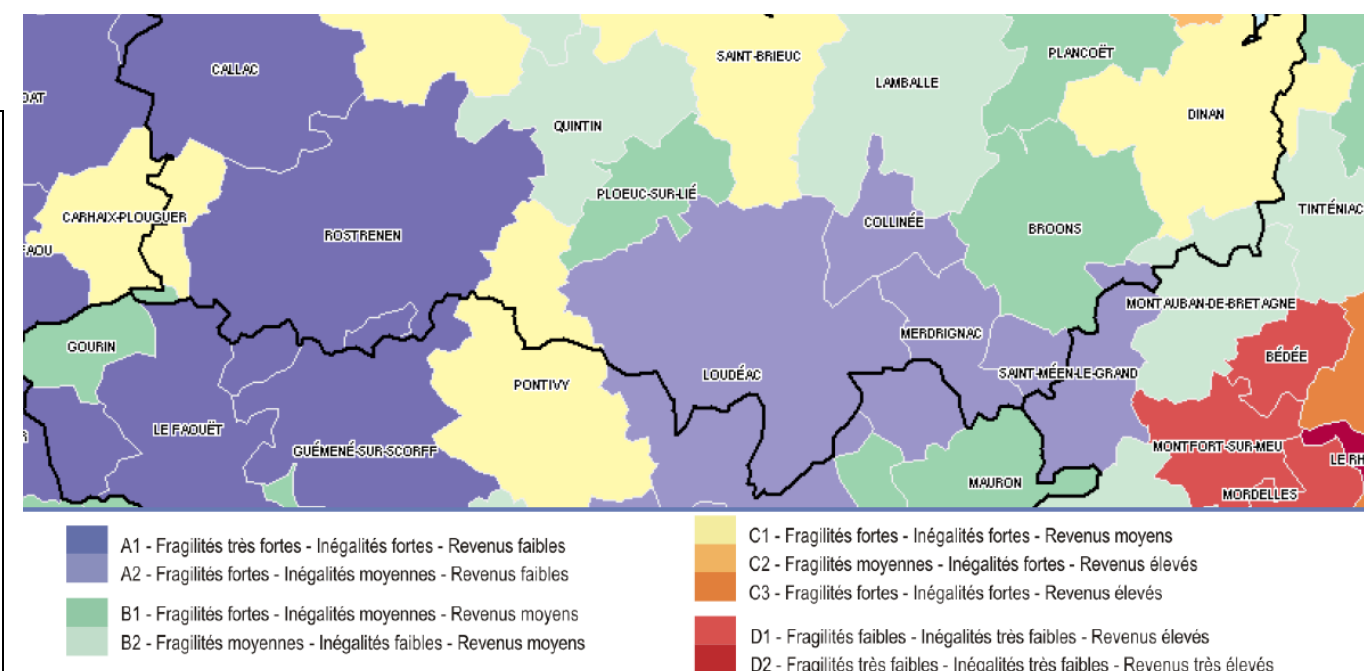 SAINT-BRIEUC
PLANCOËT
CALLAC
LAMBALLE
DAT
DINAN
QUINTIN
PLOEUC-SUR-LIÉ
TINTÉNIAC
CARHAIX-PLOUGUER
COLLINÉE
BROONS
ROSTRENEN
FAOU
MONTAUBAN-DE-BRETAGNE
MERDRIGNAC
GOURIN
BÉDÉE
LOUDÉAC
SAINT-MÉEN-LE-GRAND
PONTIVY
LE FAOUËT
R
GUÉMENÉ-SUR-SCORFF
MONTFORT-SUR-MEU
LE RH
MAURON
MORDELLES
A1 - Fragilités très fortes - Inégalités fortes - Revenus faibles
A2 - Fragilités fortes - Inégalités moyennes - Revenus faibles
B1 - Fragilités fortes - Inégalités moyennes - Revenus moyens
B2 - Fragilités moyennes - Inégalités faibles - Revenus moyens
C1 - Fragilités fortes - Inégalités fortes - Revenus moyens
C2 - Fragilités moyennes - Inégalités fortes - Revenus élevés
C3 - Fragilités fortes - Inégalités fortes - Revenus élevés
D1 - Fragilités faibles - Inégalités très faibles - Revenus élevés
D2 - Fragilités très faibles - Inégalités très faibles - Revenus très élevés